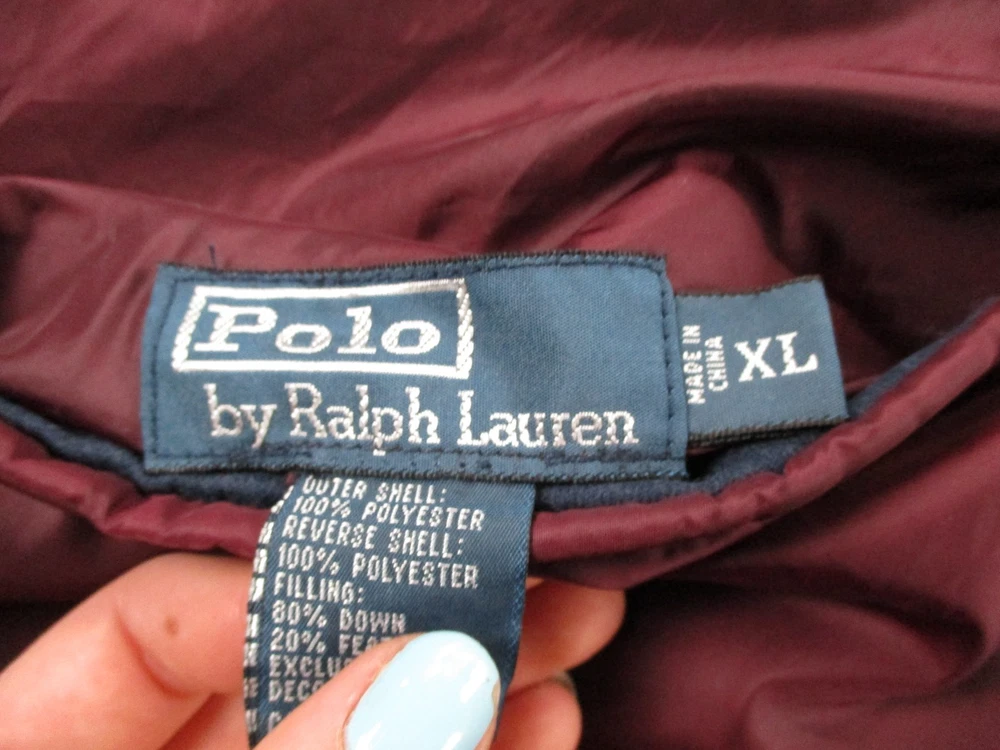 Polo
by Ralph Lauren
MADE IN
CHINA
XL
OUTER SHELL:
100% POLYESTER
REVERSE SHELL:
100% POLYESTER
FILLING:
80% DOWN
20%